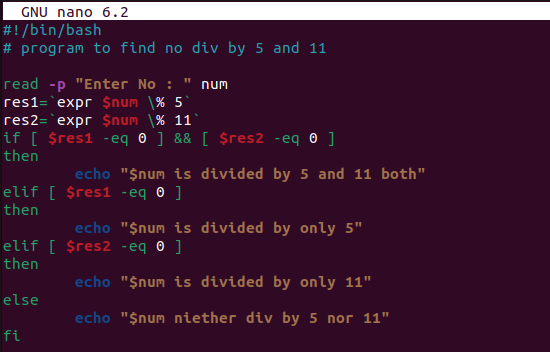 GNU nano 6.2
#!/bin/bash
# program to find no div by 5 and 11

read -p "Enter No : " num
res1=`expr $num \% 5`
res2=`expr $num \% 11`
if [ $res1 -eq 0 ] && [ $res2 -eq 0 ]
then
        echo "$num is divided by 5 and 11 both"
elif [ $res1 -eq 0 ]
then
        echo "$num is divided by only 5"
elif [ $res2 -eq 0 ]
then
        echo "$num is divided by only 11"
else
        echo "$num niether div by 5 nor 11"
fi